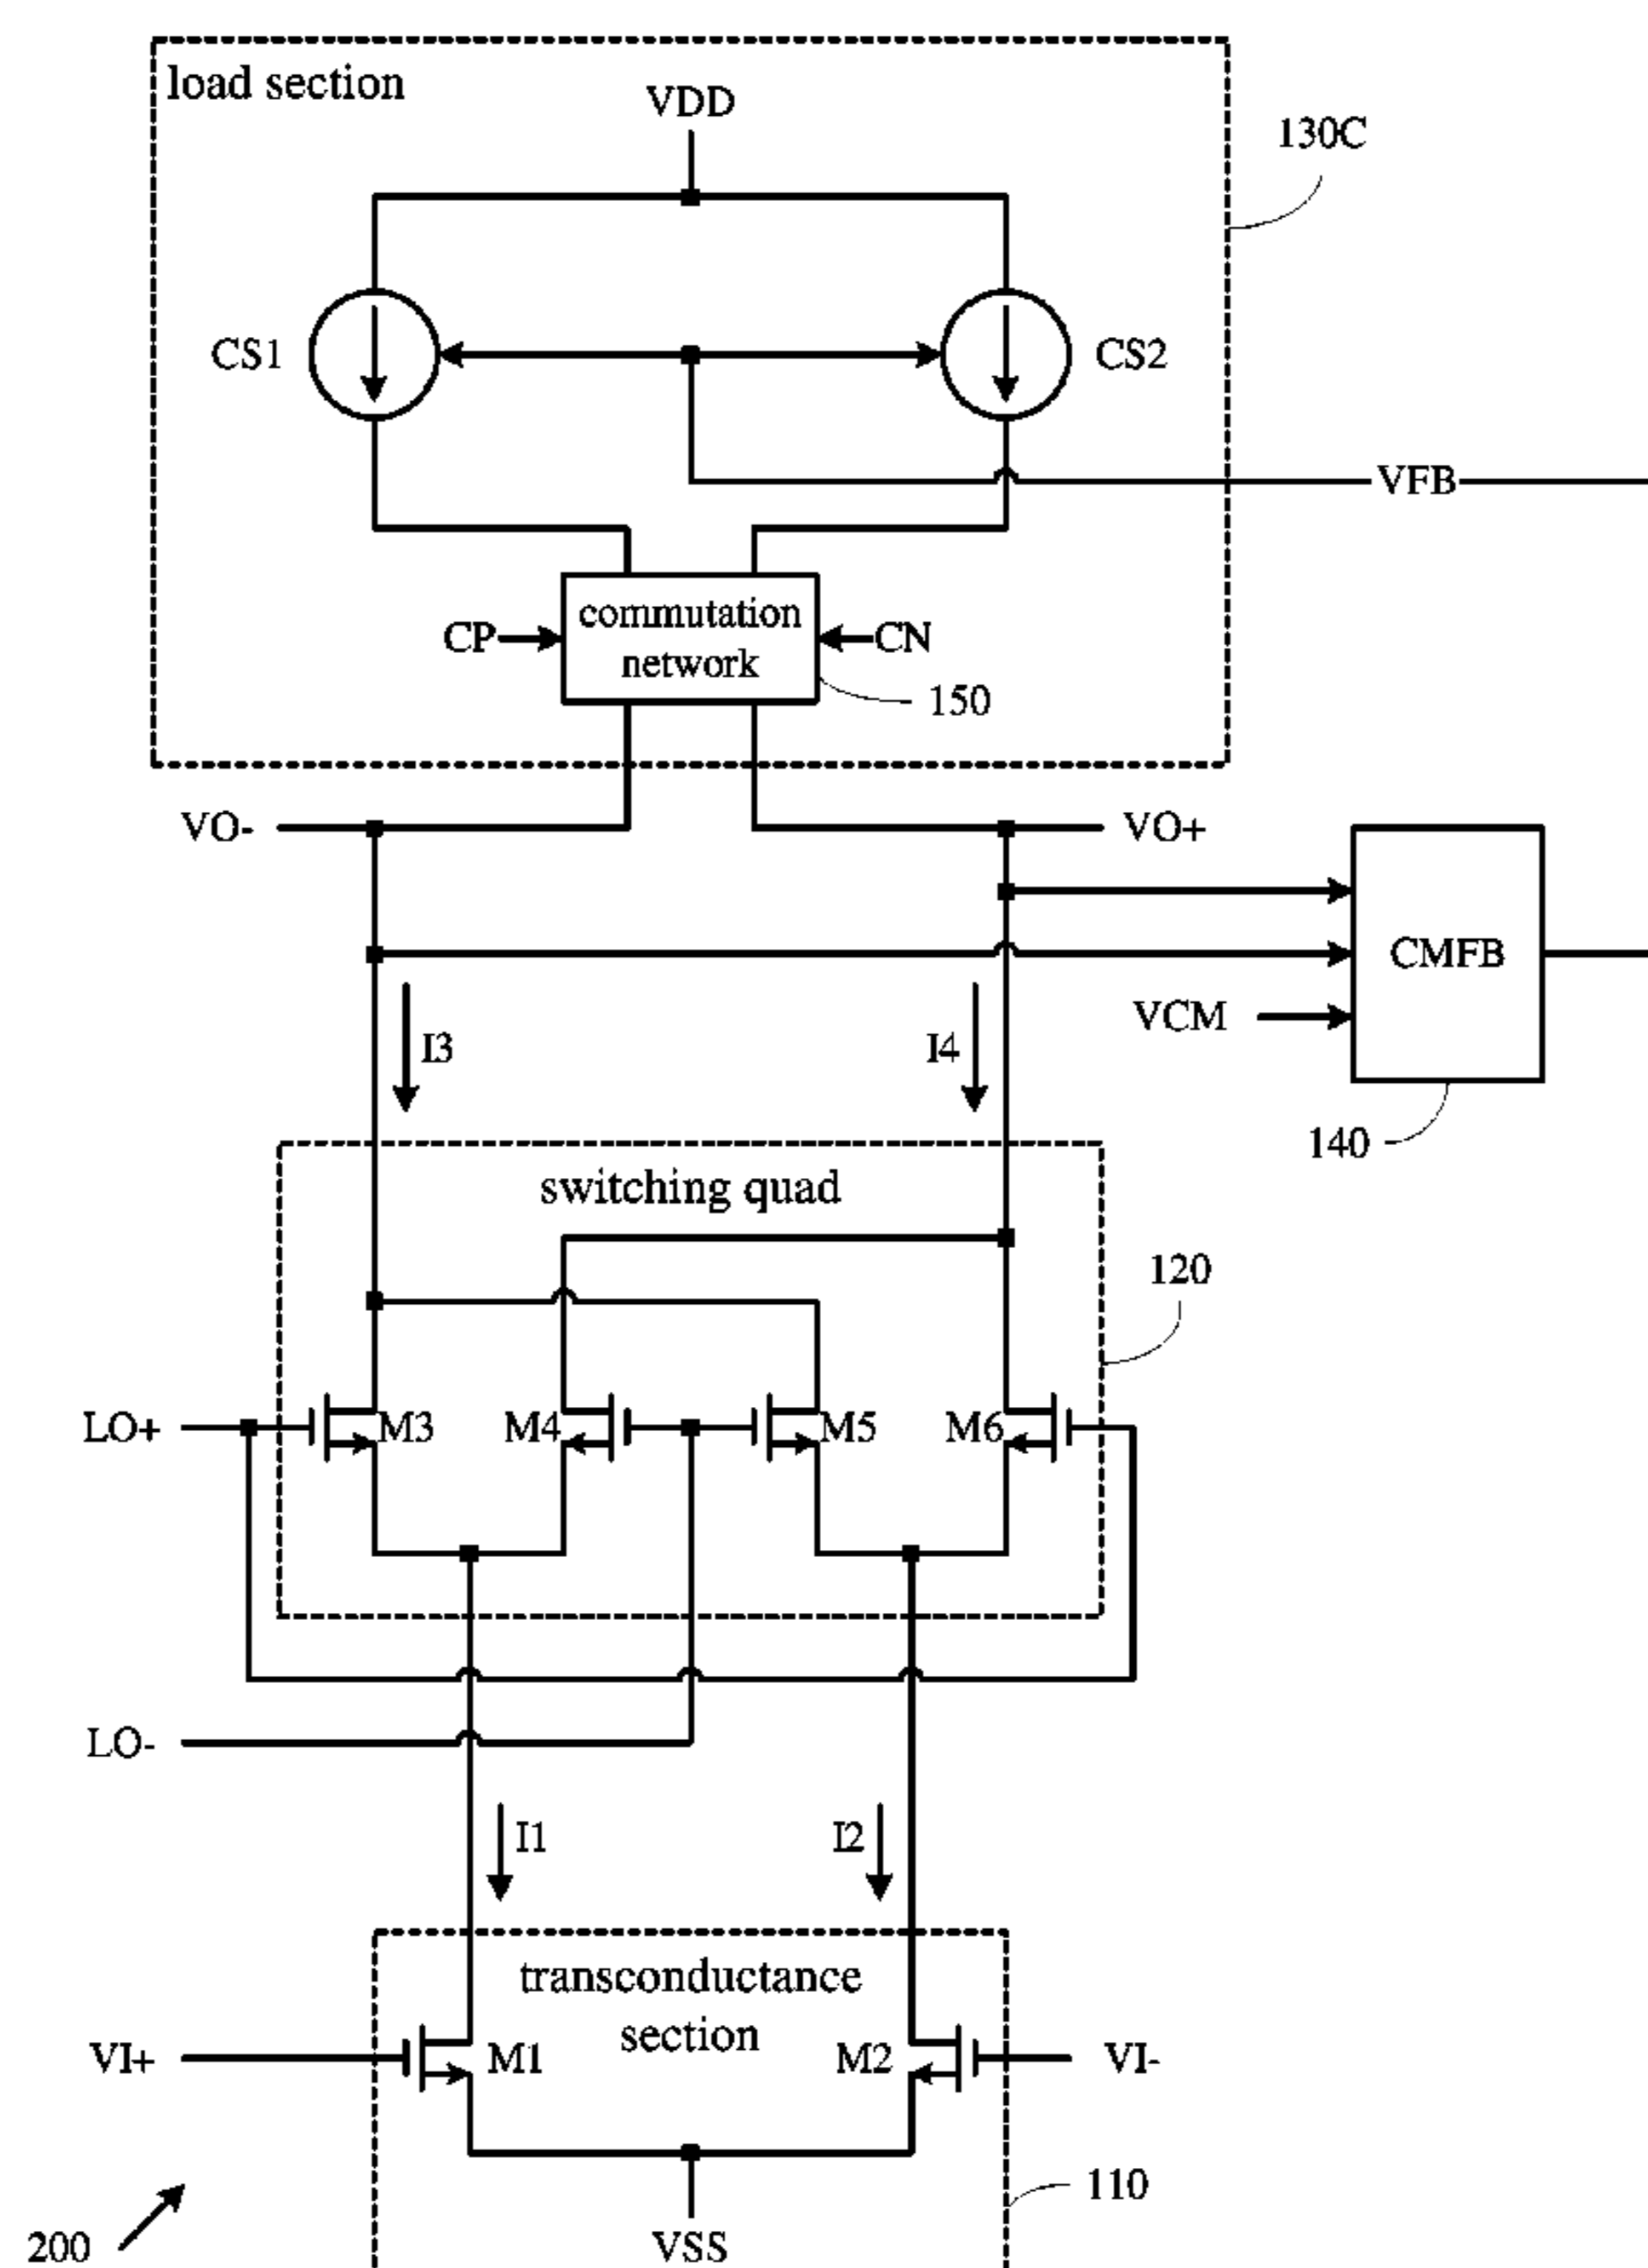 load section
VDD
130C
CS1
CS2
VFB
commutation
network
CP
CN
150
VO-
VO+
CMFB
VCM
I3
I4
140
switching quad
120
LO+
M3
M4
M5
M6
LO-
I1
I2
transconductance
section
VI+
M1
M2
VI-
110
200
VSS